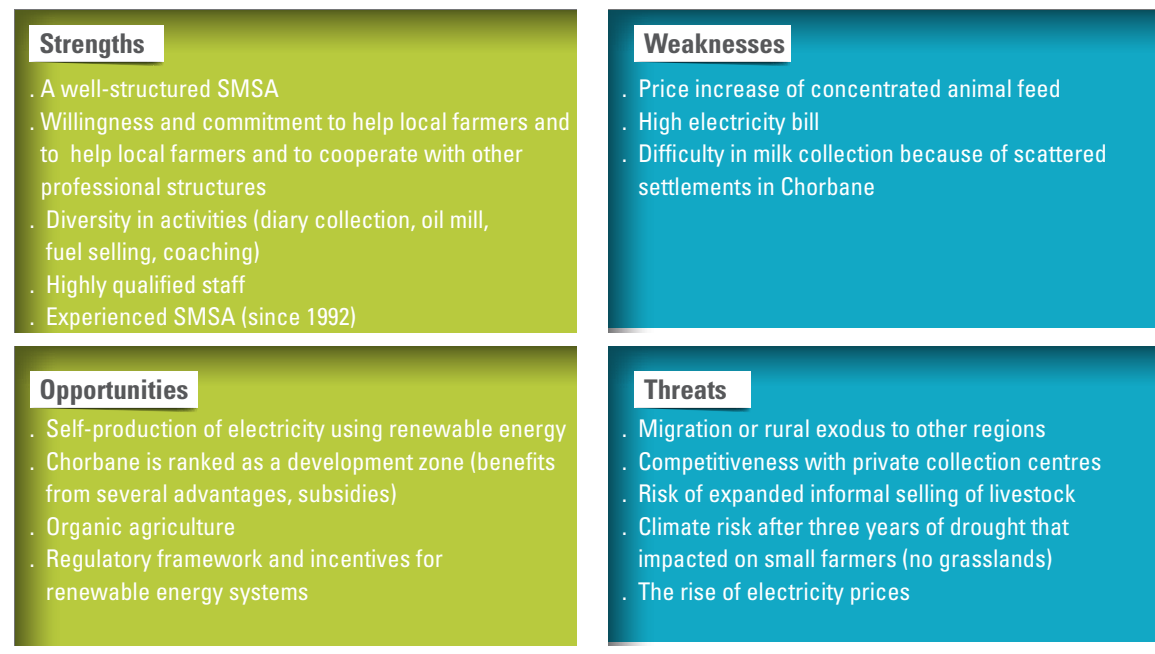 Strengths
. A well-structured SMSA
. Willingness and commitment to help local farmers and
to help local farmers and to cooperate with other
professional structures
. Diversity in activities (diary collection, oil mill,
fuel selling, coaching)
. Highly qualified staff
. Experienced SMSA (since 1992)
Weaknesses
. Price increase of concentrated animal feed
. High electricity bill
. Difficulty in milk collection because of scattered
settlements in Chorbane
Opportunities
. Self-production of electricity using renewable energy
. Chorbane is ranked as a development zone (benefits
from several advantages, subsidies)
. Organic agriculture
. Regulatory framework and incentives for
renewable energy systems
Threats
. Migration or rural exodus to other regions
. Competitiveness with private collection centres
. Risk of expanded informal selling of livestock
. Climate risk after three years of drought that
impacted on small farmers (no grasslands)
. The rise of electricity prices